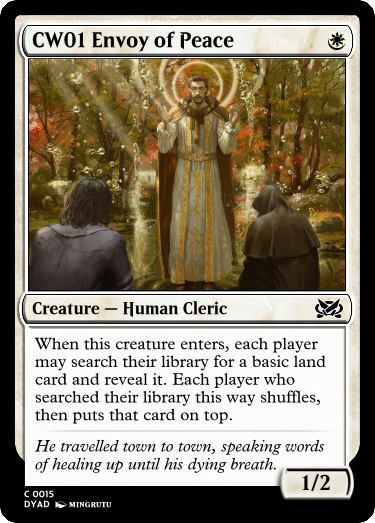 CW01 Envoy of Peace
Creature — Human Cleric
When this creature enters, each player
may search their library for a basic land
card and reveal it. Each player who
searched their library this way shuffles,
then puts that card on top.
He travelled town to town, speaking words
of healing up until his dying breath.
1/2
C 0015
DYAD MINGRUTU